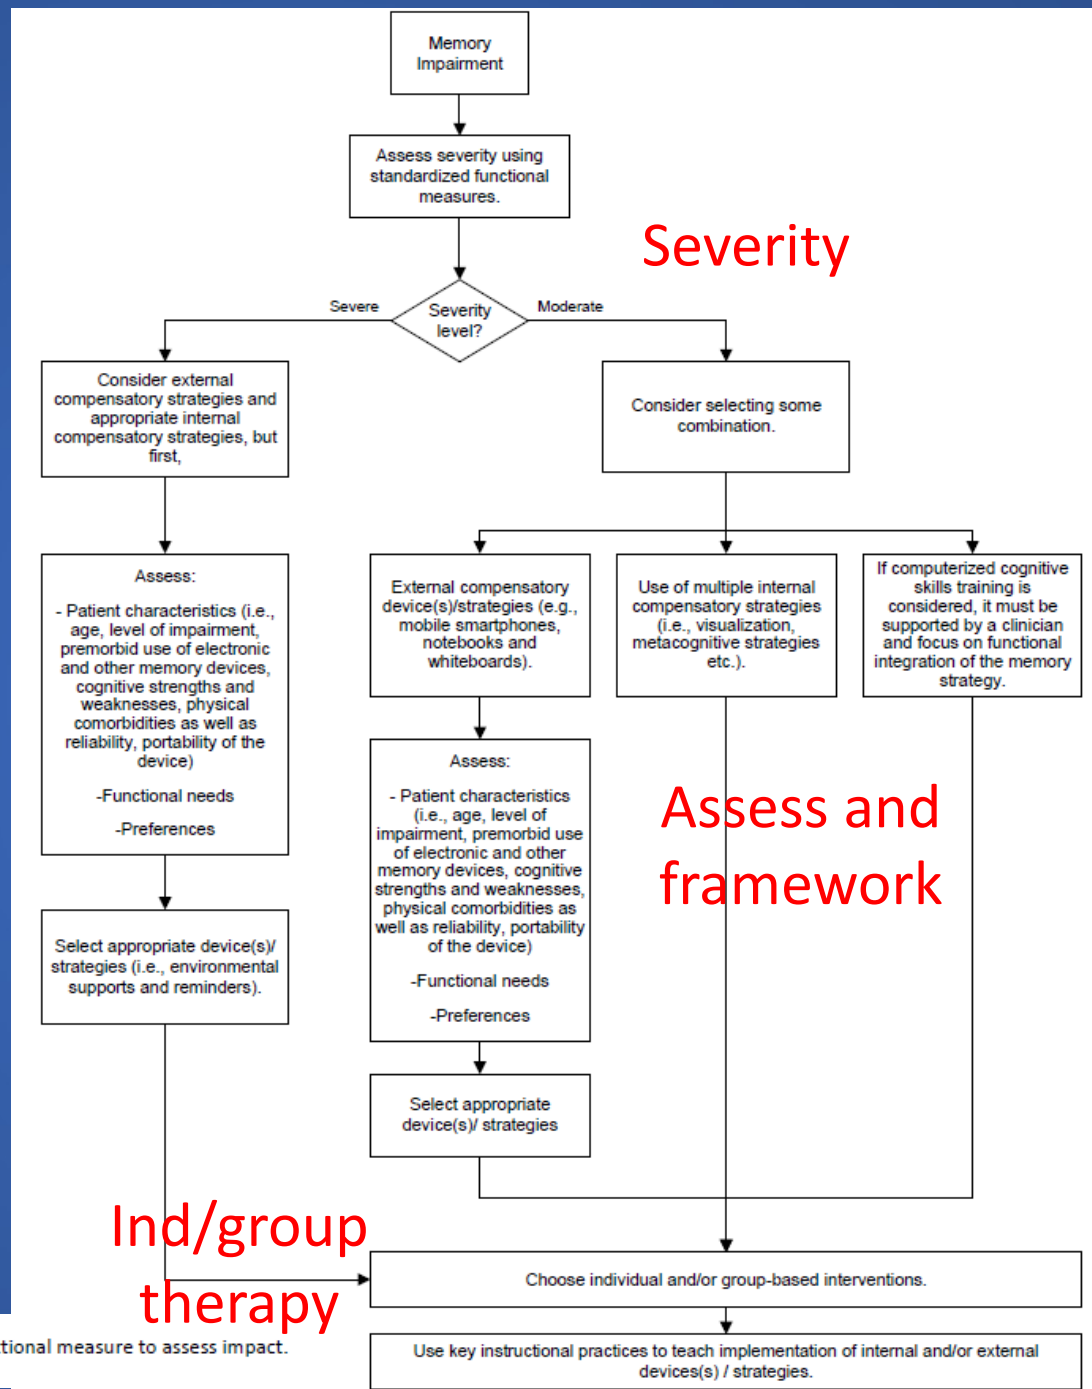 Memory
Impairment
Assess severity using
standardized functional
measures.
Severity
Severe
Severity
level?
Moderate
Consider external
compensatory strategies and
appropriate internal
compensatory strategies, but
first,
Consider selecting some
combination.
Assess:
- Patient characteristics (i.e.,
age, level of impairment,
premorbid use of electronic
and other memory devices,
cognitive strengths and
weaknesses, physical
comorbidities as well as
reliability, portability of the
device)
-Functional needs
-Preferences
External compensatory
device(s)/strategies (e.g.,
mobile smartphones,
notebooks and
whiteboards).
Use of multiple internal
compensatory strategies
(i.e., visualization,
metacognitive strategies
etc.).
If computerized cognitive
skills training is
considered, it must be
supported by a clinician
and focus on functional
integration of the memory
strategy.
Assess:
- Patient characteristics
(i.e., age, level of
impairment, premorbid use
of electronic and other
memory devices, cognitive
strengths and weaknesses,
physical comorbidities as
well as reliability, portability
of the device)
-Functional needs
-Preferences
Assess and
framework
Select appropriate device(s)/
strategies (i.e., environmental
supports and reminders).
Select appropriate
device(s)/ strategies
Ind/group
therapy
Choose individual and/or group-based interventions.
Use key instructional practices to teach implementation of internal and/or external
devices(s) / strategies.
tional measure to assess impact.